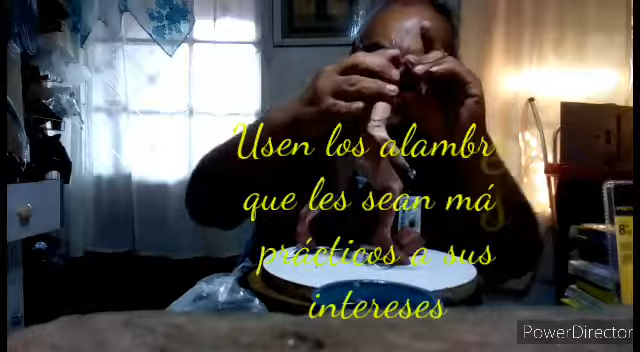 Usen los alambr
que les sean má
prácticos a sus
intereses
PowerDirector